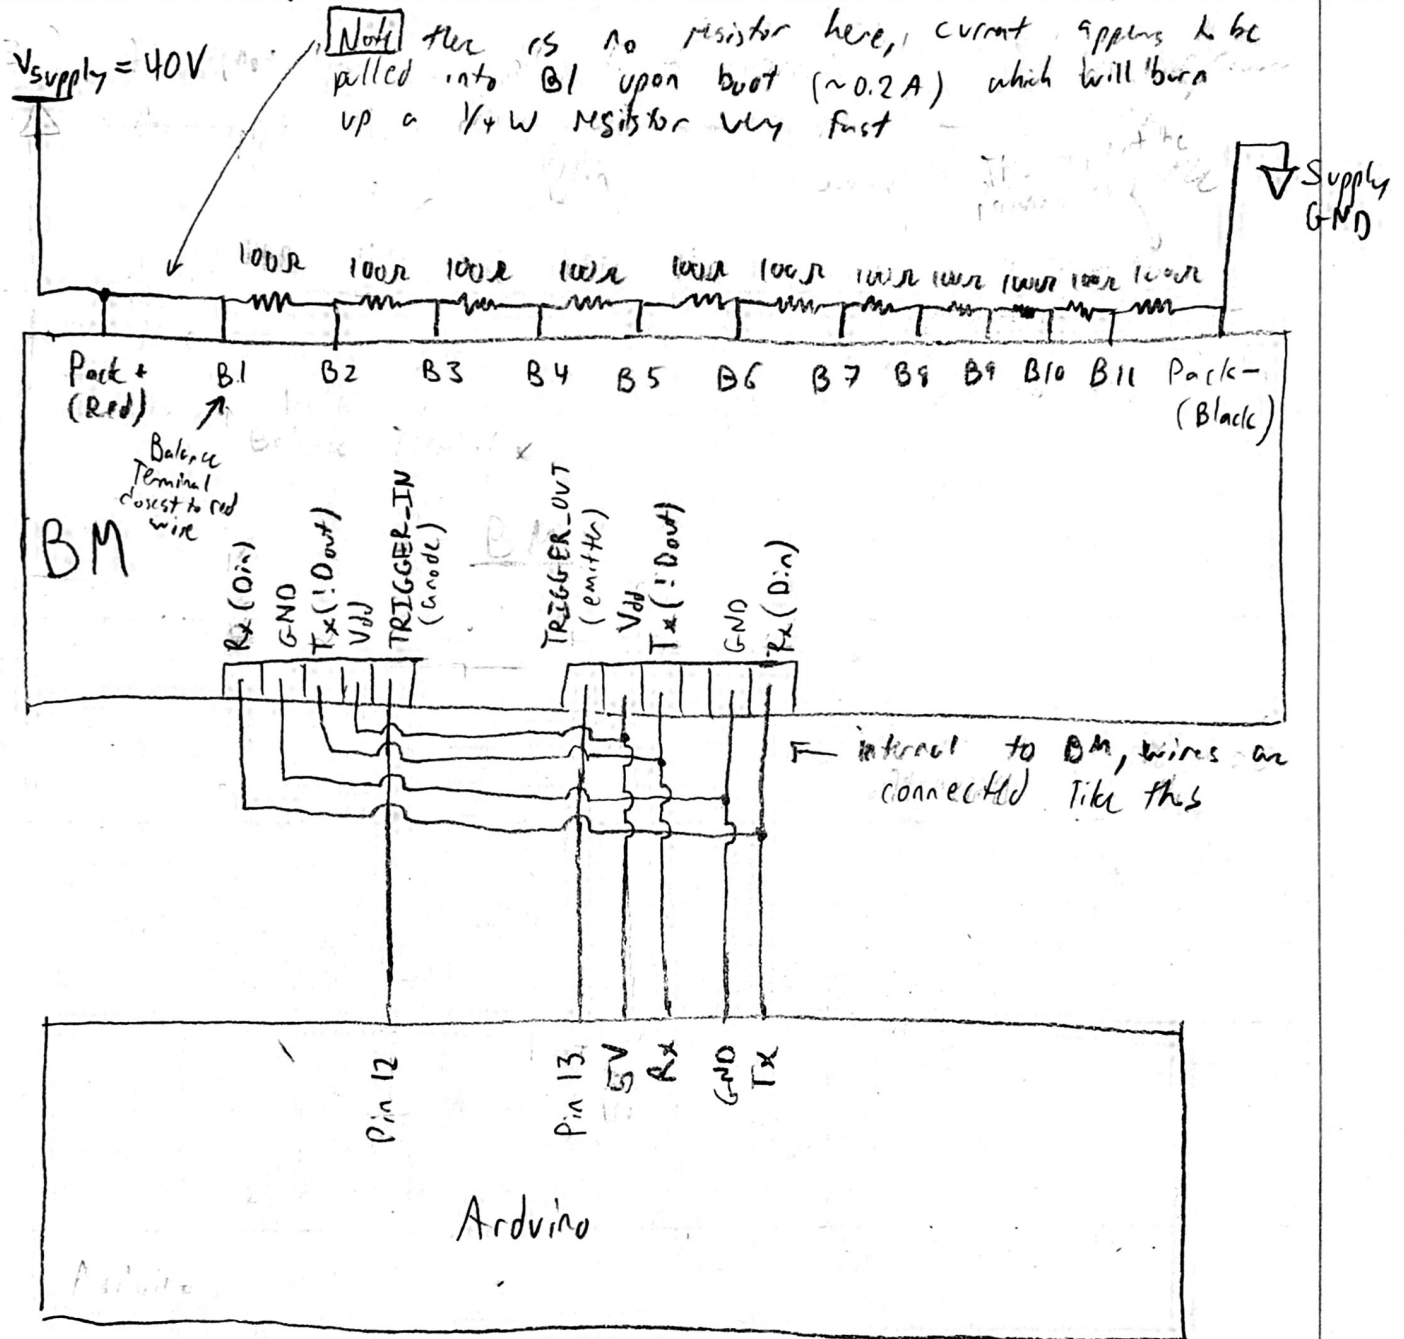 Vsupply = 40V
Note ther is no resistor here, current appears to be
pulled into B1 upon boot (~0.2A) which will burn
up a 1/4 W resistor very fast
Supply
GND
100Ω 100Ω 100Ω 100Ω 100Ω 100Ω 100Ω 100Ω 100Ω 100Ω 100Ω
Pack + B1 B2 B3 B4 B5 B6 B7 B8 B9 B10 B11 Pack-
(Red) (Black)
Balance
Terminal
closest to red
wire
BM
Rx (Din)
GND
Tx (!Dout)
Vdd
TRIGGER_IN
(anode)
TRIGGER_OUT
(emitter)
Vdd
Tx (!Dout)
GND
Rx (Din)
internal to BM, wires are
connected like this
Pin 12
Pin 13
5V
Rx
GND
Tx
Arduino